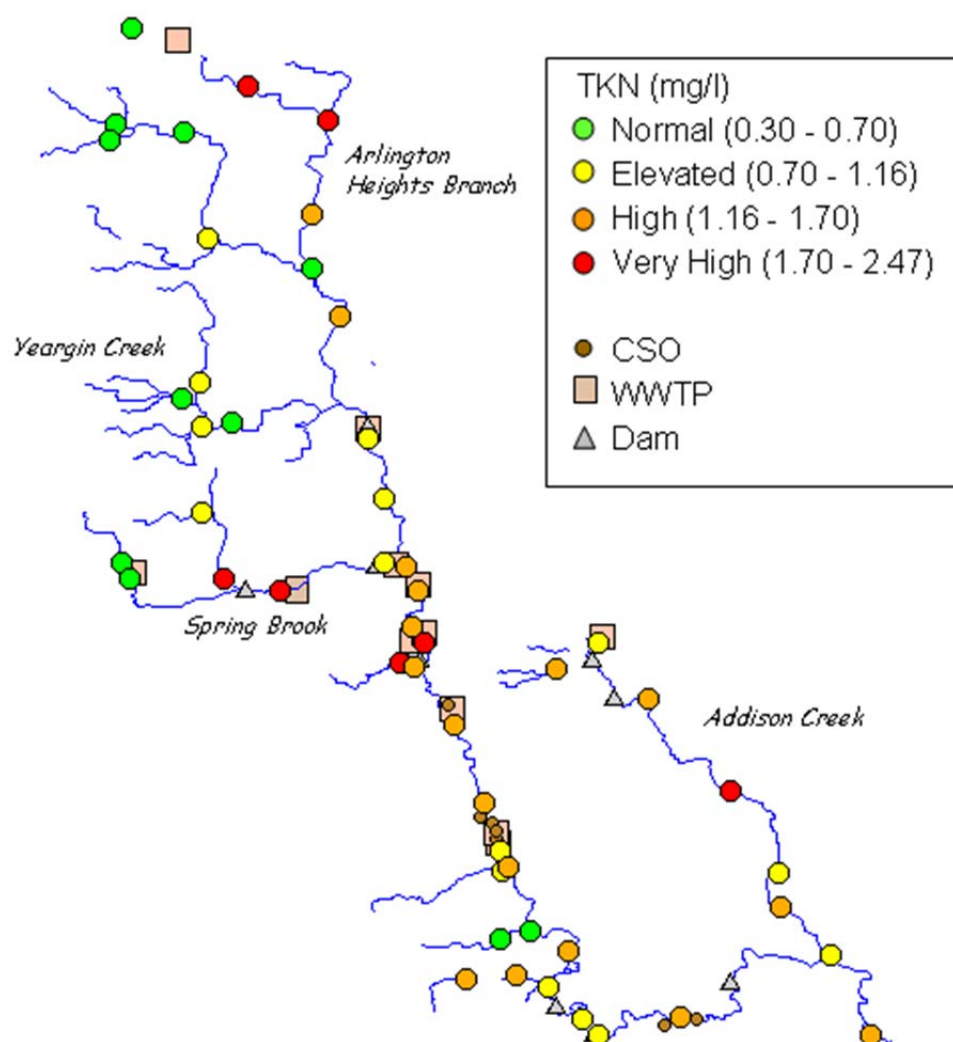 TKN (mg/l)
Normal (0.30 - 0.70)
Elevated (0.70 - 1.16)
High (1.16 - 1.70)
Very High (1.70 - 2.47)
CSO
WWTP
Dam
Arlington
Heights Branch
Yeargin Creek
Spring Brook
Addison Creek